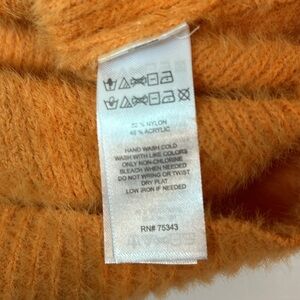 % NYLON
48% ACRYLIC
HAND WASH COLD
WASH WITH LIKE COLORS
ONLY NON-CHLORINE
BLEACH WHEN NEEDED
DO NOT WRING OR TWIST
DRY FLAT
LOW IRON IF NEEDED
RN# 75343